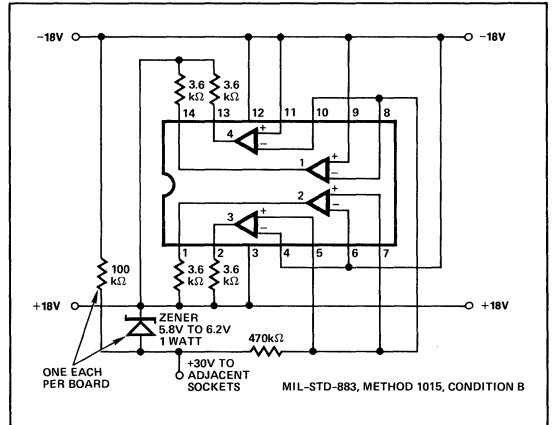 −18V −18V
3.6 kΩ 3.6 kΩ
14 13 12 11 10 9 8
4 + −
1 + −
2 + −
3 + −
1 2 3 4 5 6 7
100 kΩ
3.6 kΩ 3.6 kΩ
+18V +18V
ZENER
5.8V TO 6.2V
1 WATT
470kΩ
ONE EACH
PER BOARD
+30V TO
ADJACENT
SOCKETS
MIL−STD−883, METHOD 1015, CONDITION B